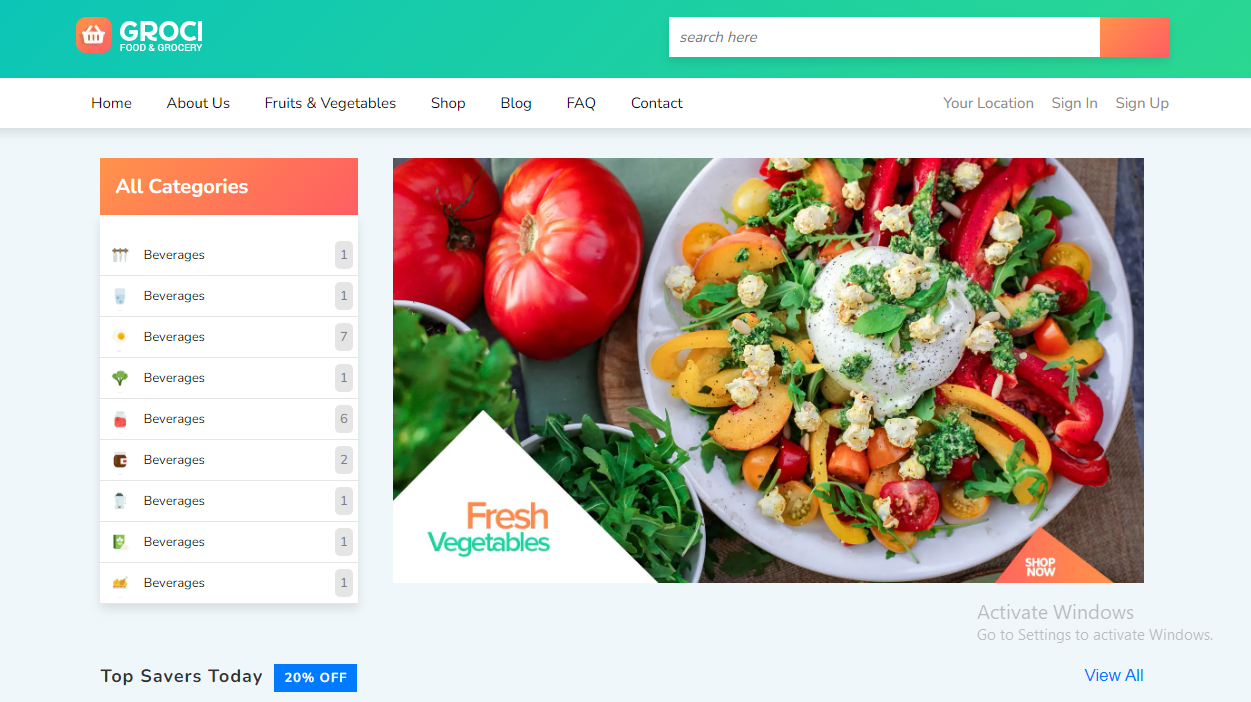 GROCI
FOOD & GROCERY
search here
Home About Us Fruits & Vegetables Shop Blog FAQ Contact Your Location Sign In Sign Up
All Categories
Beverages 1
Beverages 1
Beverages 7
Beverages 1
Beverages 6
Beverages 2
Beverages 1
Beverages 1
Beverages 1
Fresh
Vegetables
SHOP
NOW
Activate Windows
Go to Settings to activate Windows.
Top Savers Today 20% OFF View All